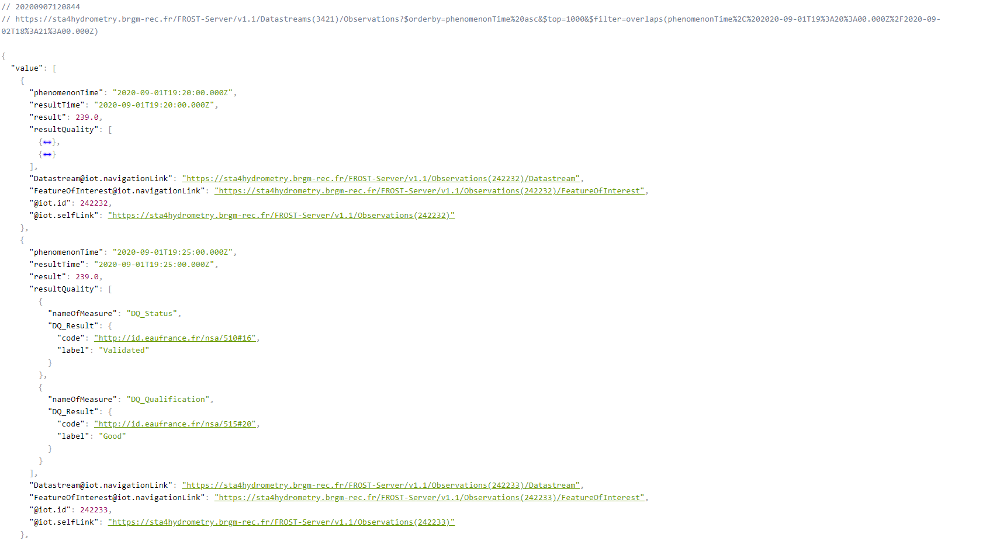 // 20200907120844
// https://sta4hydrometry.brgm-rec.fr/FROST-Server/v1.1/Datastreams(3421)/Observations?$orderby=phenomenonTime%20asc&$top=1000&$filter=overlaps(phenomenonTime%2C%202020-09-01T19%3A20%3A00.000Z%2F2020-09-
02T18%3A21%3A00.000Z)
{
"value": [
{
"phenomenonTime": "2020-09-01T19:20:00.000Z",
"resultTime": "2020-09-01T19:20:00.000Z",
"result": 239.0,
"resultQuality": [
{↔},
{↔}
],
"Datastream@iot.navigationLink": "https://sta4hydrometry.brgm-rec.fr/FROST-Server/v1.1/Observations(242232)/Datastream",
"FeatureOfInterest@iot.navigationLink": "https://sta4hydrometry.brgm-rec.fr/FROST-Server/v1.1/Observations(242232)/FeatureOfInterest",
"@iot.id": 242232,
"@iot.selfLink": "https://sta4hydrometry.brgm-rec.fr/FROST-Server/v1.1/Observations(242232)"
},
{
"phenomenonTime": "2020-09-01T19:25:00.000Z",
"resultTime": "2020-09-01T19:25:00.000Z",
"result": 239.0,
"resultQuality": [
{
"nameOfMeasure": "DQ_Status",
"DQ_Result": {
"code": "http://id.eaufrance.fr/nsa/510#16",
"label": "Validated"
}
},
{
"nameOfMeasure": "DQ_Qualification",
"DQ_Result": {
"code": "http://id.eaufrance.fr/nsa/515#20",
"label": "Good"
}
}
],
"Datastream@iot.navigationLink": "https://sta4hydrometry.brgm-rec.fr/FROST-Server/v1.1/Observations(242233)/Datastream",
"FeatureOfInterest@iot.navigationLink": "https://sta4hydrometry.brgm-rec.fr/FROST-Server/v1.1/Observations(242233)/FeatureOfInterest",
"@iot.id": 242233,
"@iot.selfLink": "https://sta4hydrometry.brgm-rec.fr/FROST-Server/v1.1/Observations(242233)"
},